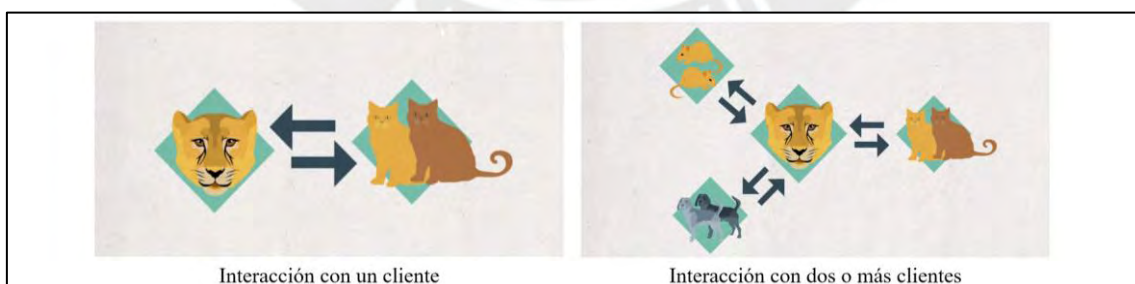 Interacción con un cliente
Interacción con dos o más clientes